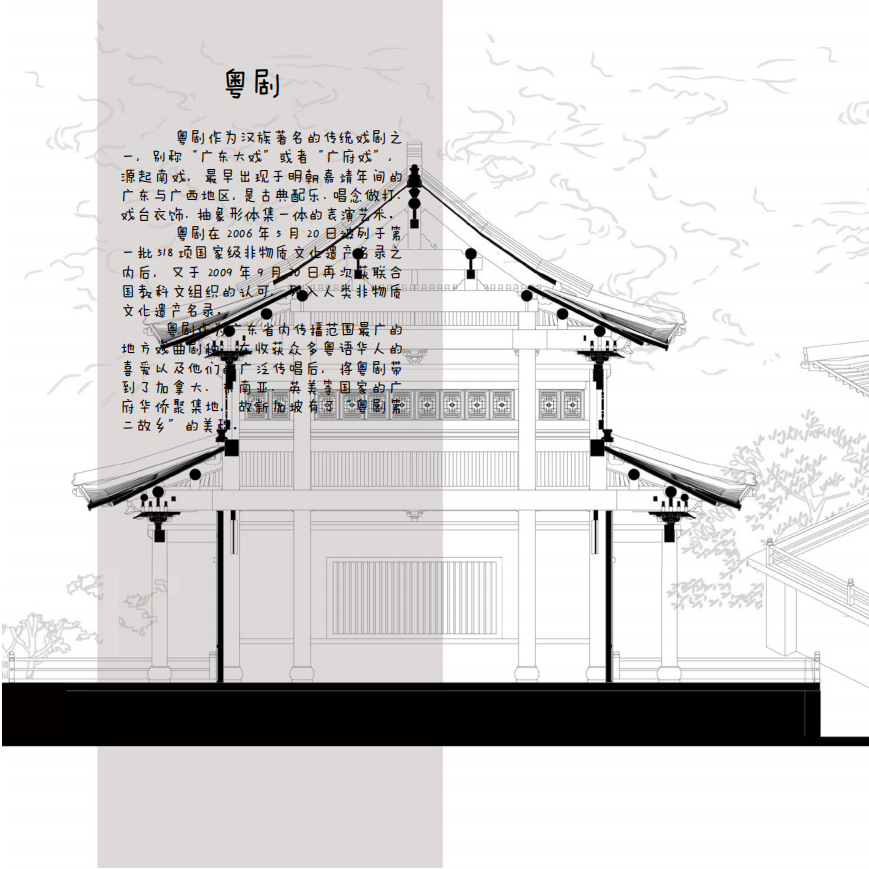 粤剧
粤剧作为汉族著名的传统戏剧之
一，别称“广东大戏”或者“广府戏”，
源起南戏，最早出现于明朝嘉靖年间的
广东与广西地区，是古典配乐、唱念做打、
戏台衣饰、抽象形体集一体的表演艺术。
粤剧在 2006 年 5 月 20 日被列于第
一批 518 项国家级非物质文化遗产名录之
内后，又于 2009 年 9 月 30 日再次获联合
国教科文组织的认可，列入人类非物质
文化遗产名录。
粤剧作为广东省内传播范围最广的
地方戏曲剧种，在收获众多粤语华人的
喜爱以及他们的广泛传唱后，将粤剧带
到了加拿大、东南亚、英美等国家的广
府华侨聚集地，故新加坡有了“粤剧第
二故乡”的美称。